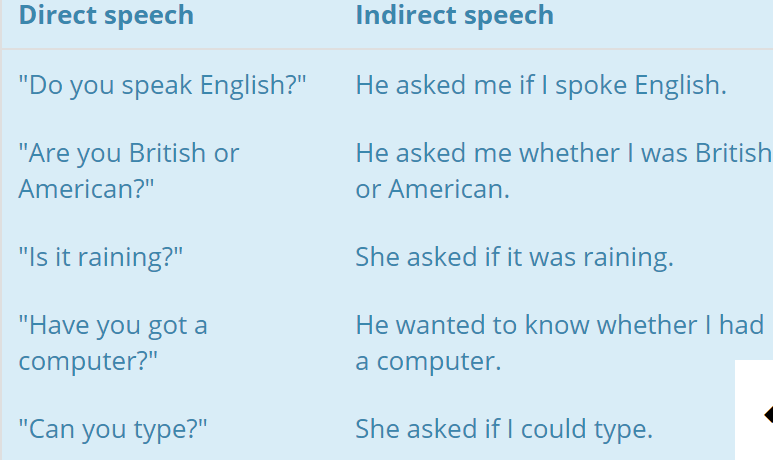 Direct speech Indirect speech
"Do you speak English?" He asked me if I spoke English.
"Are you British or He asked me whether I was British
American?" or American.
"Is it raining?" She asked if it was raining.
"Have you got a He wanted to know whether I had
computer?" a computer.
"Can you type?" She asked if I could type.